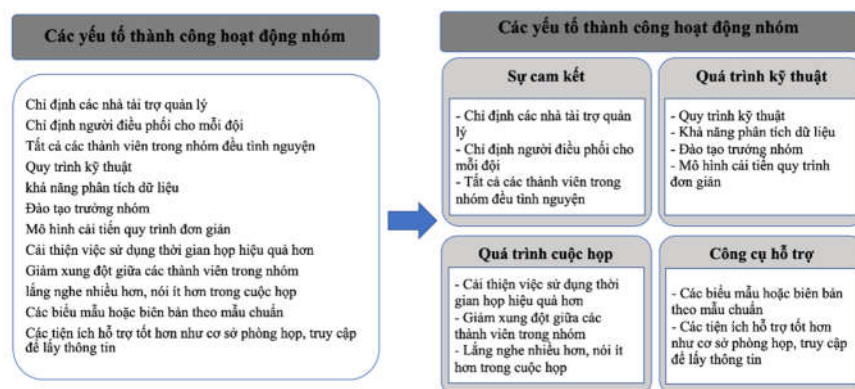 Các yếu tố thành công hoạt động nhóm
Chỉ định các nhà tài trợ quản lý
Chỉ định người điều phối cho mỗi đội
Tất cả các thành viên trong nhóm đều tình nguyện
Quy trình kỹ thuật
khả năng phân tích dữ liệu
Đào tạo trưởng nhóm
Mô hình cải tiến quy trình đơn giản
Cải thiện việc sử dụng thời gian họp hiệu quả hơn
Giảm xung đột giữa các thành viên trong nhóm
lắng nghe nhiều hơn, nói ít hơn trong cuộc họp
Các biểu mẫu hoặc biên bản theo mẫu chuẩn
Các tiện ích hỗ trợ tốt hơn như cơ sở phòng họp, truy cập
để lấy thông tin
Các yếu tố thành công hoạt động nhóm
Sự cam kết
- Chỉ định các nhà tài trợ quản
lý
- Chỉ định người điều phối cho
mỗi đội
- Tất cả các thành viên trong
nhóm đều tình nguyện
Quá trình kỹ thuật
- Quy trình kỹ thuật
- Khả năng phân tích dữ liệu
- Đào tạo trưởng nhóm
- Mô hình cải tiến quy trình
đơn giản
Quá trình cuộc họp
- Cải thiện việc sử dụng thời
gian họp hiệu quả hơn
- Giảm xung đột giữa các
thành viên trong nhóm
- Lắng nghe nhiều hơn, nói ít
hơn trong cuộc họp
Công cụ hỗ trợ
- Các biểu mẫu hoặc biên bản
theo mẫu chuẩn
- Các tiện ích hỗ trợ tốt hơn
như cơ sở phòng họp, truy cập
để lấy thông tin